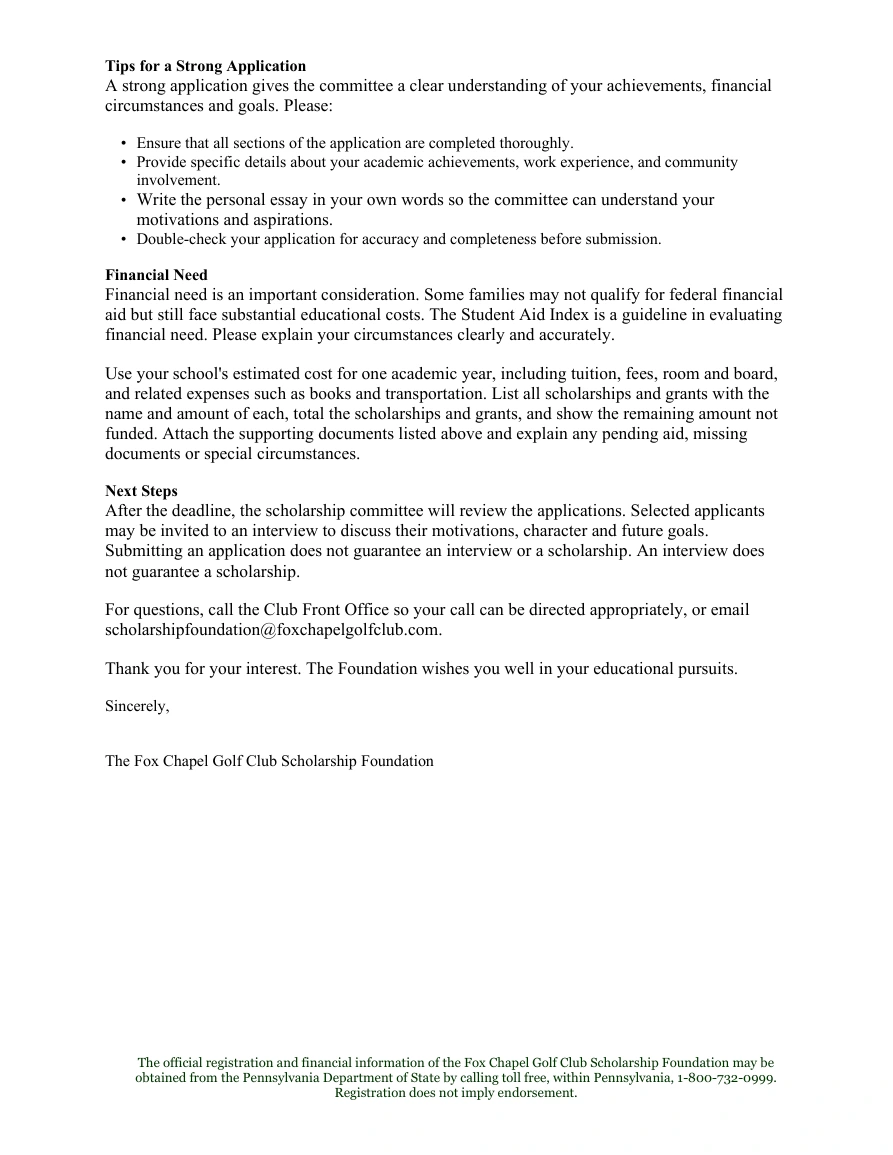 Tips for a Strong Application
A strong application gives the committee a clear understanding of your achievements, financial
circumstances and goals. Please:
• Ensure that all sections of the application are completed thoroughly.
• Provide specific details about your academic achievements, work experience, and community
involvement.
• Write the personal essay in your own words so the committee can understand your
motivations and aspirations.
• Double-check your application for accuracy and completeness before submission.
Financial Need
Financial need is an important consideration. Some families may not qualify for federal financial
aid but still face substantial educational costs. The Student Aid Index is a guideline in evaluating
financial need. Please explain your circumstances clearly and accurately.
Use your school's estimated cost for one academic year, including tuition, fees, room and board,
and related expenses such as books and transportation. List all scholarships and grants with the
name and amount of each, total the scholarships and grants, and show the remaining amount not
funded. Attach the supporting documents listed above and explain any pending aid, missing
documents or special circumstances.
Next Steps
After the deadline, the scholarship committee will review the applications. Selected applicants
may be invited to an interview to discuss their motivations, character and future goals.
Submitting an application does not guarantee an interview or a scholarship. An interview does
not guarantee a scholarship.
For questions, call the Club Front Office so your call can be directed appropriately, or email
scholarshipfoundation@foxchapelgolfclub.com.
Thank you for your interest. The Foundation wishes you well in your educational pursuits.
Sincerely,
The Fox Chapel Golf Club Scholarship Foundation
The official registration and financial information of the Fox Chapel Golf Club Scholarship Foundation may be
obtained from the Pennsylvania Department of State by calling toll free, within Pennsylvania, 1-800-732-0999.
Registration does not imply endorsement.